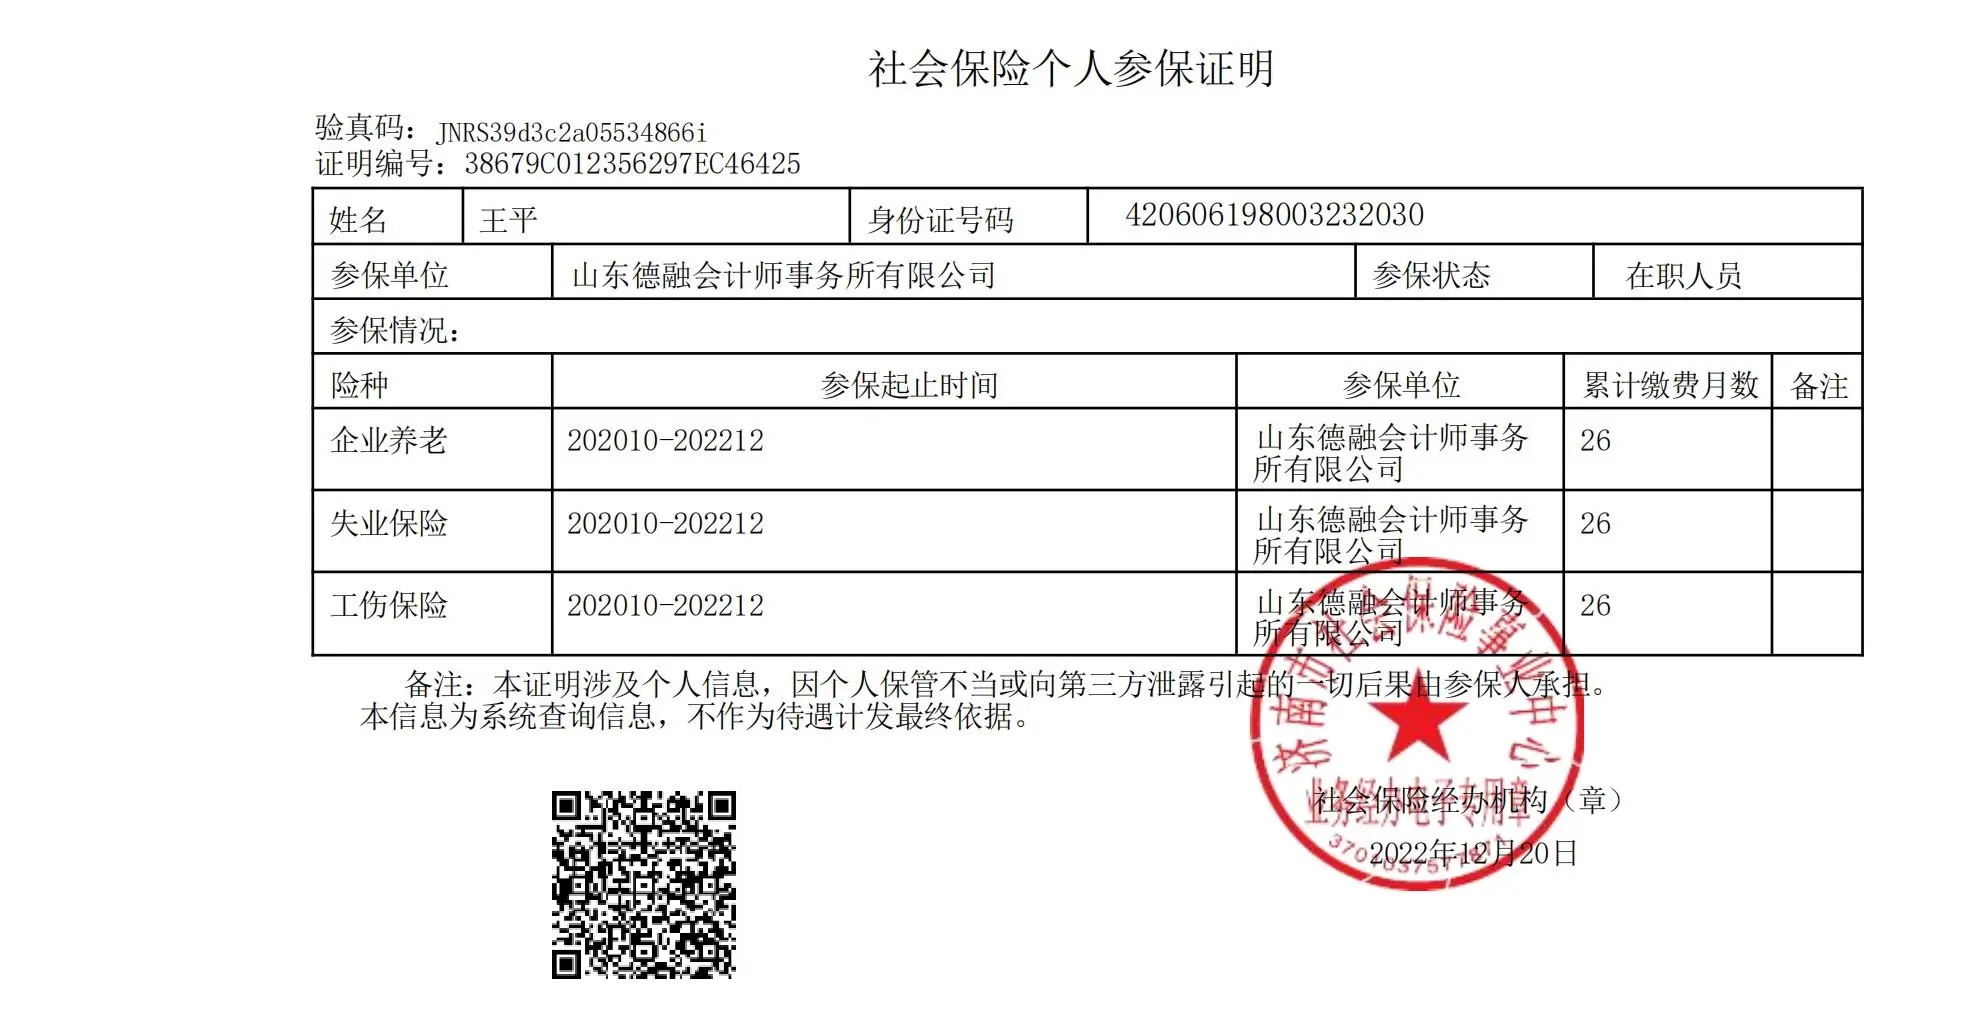 社会保险个人参保证明
验真码：JNRS39d3c2a05534866i
证明编号：38679C012356297EC46425
姓名 王平 身份证号码 420606198003232030
参保单位 山东德融会计师事务所有限公司 参保状态 在职人员
参保情况：
险种 参保起止时间 参保单位 累计缴费月数 备注
企业养老 202010-202212 山东德融会计师事务 26
所有限公司
失业保险 202010-202212 山东德融会计师事务 26
所有限公司
工伤保险 202010-202212 山东德融会计师事务 26
所有限公司
备注：本证明涉及个人信息，因个人保管不当或向第三方泄露引起的一切后果由参保人承担。
本信息为系统查询信息，不作为待遇计发最终依据。
济南市社会保险事业中心
业务经办电子专用章
社会保险经办机构（章）
2022年12月20日